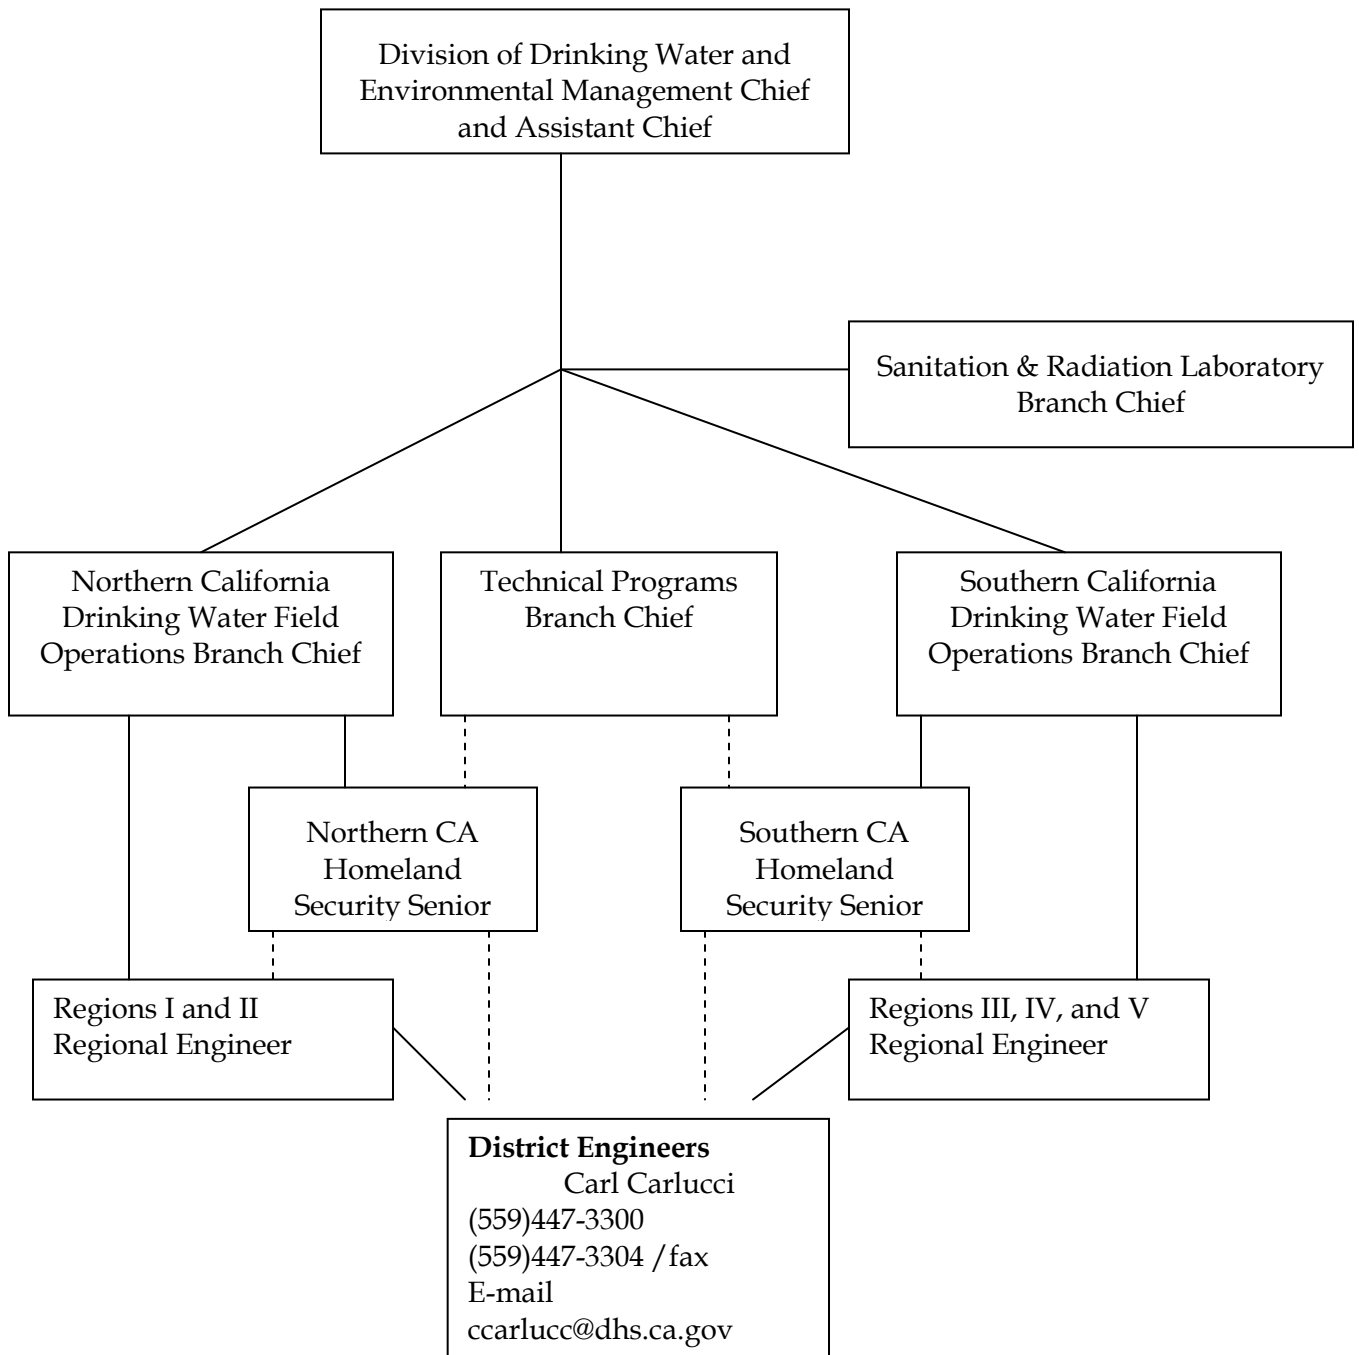 Division of Drinking Water and
Environmental Management Chief
and Assistant Chief
Sanitation & Radiation Laboratory
Branch Chief
Northern California
Drinking Water Field
Operations Branch Chief
Technical Programs
Branch Chief
Southern California
Drinking Water Field
Operations Branch Chief
Northern CA
Homeland
Security Senior
Southern CA
Homeland
Security Senior
Regions I and II
Regional Engineer
Regions III, IV, and V
Regional Engineer
District Engineers
Carl Carlucci
(559)447-3300
(559)447-3304 /fax
E-mail
ccarlucc@dhs.ca.gov